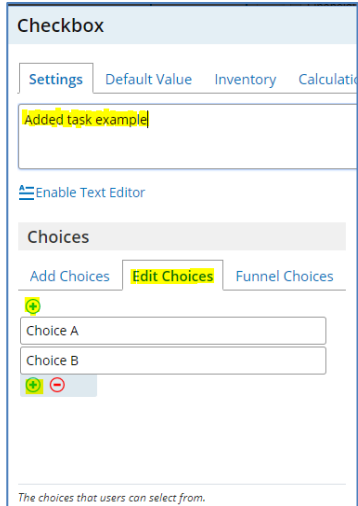 Checkbox
Settings Default Value Inventory Calculatio
Added task example
Enable Text Editor
Choices
Add Choices Edit Choices Funnel Choices
Choice A
Choice B
The choices that users can select from.